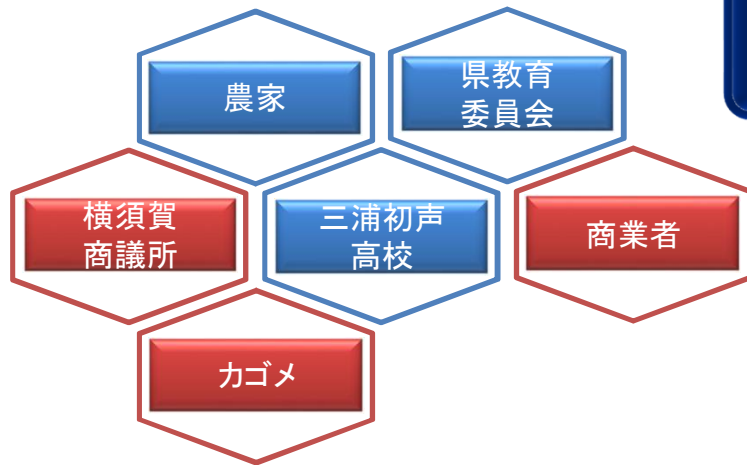 農家
県教育
委員会
横須賀
商議所
三浦初声
高校
商業者
カゴメ